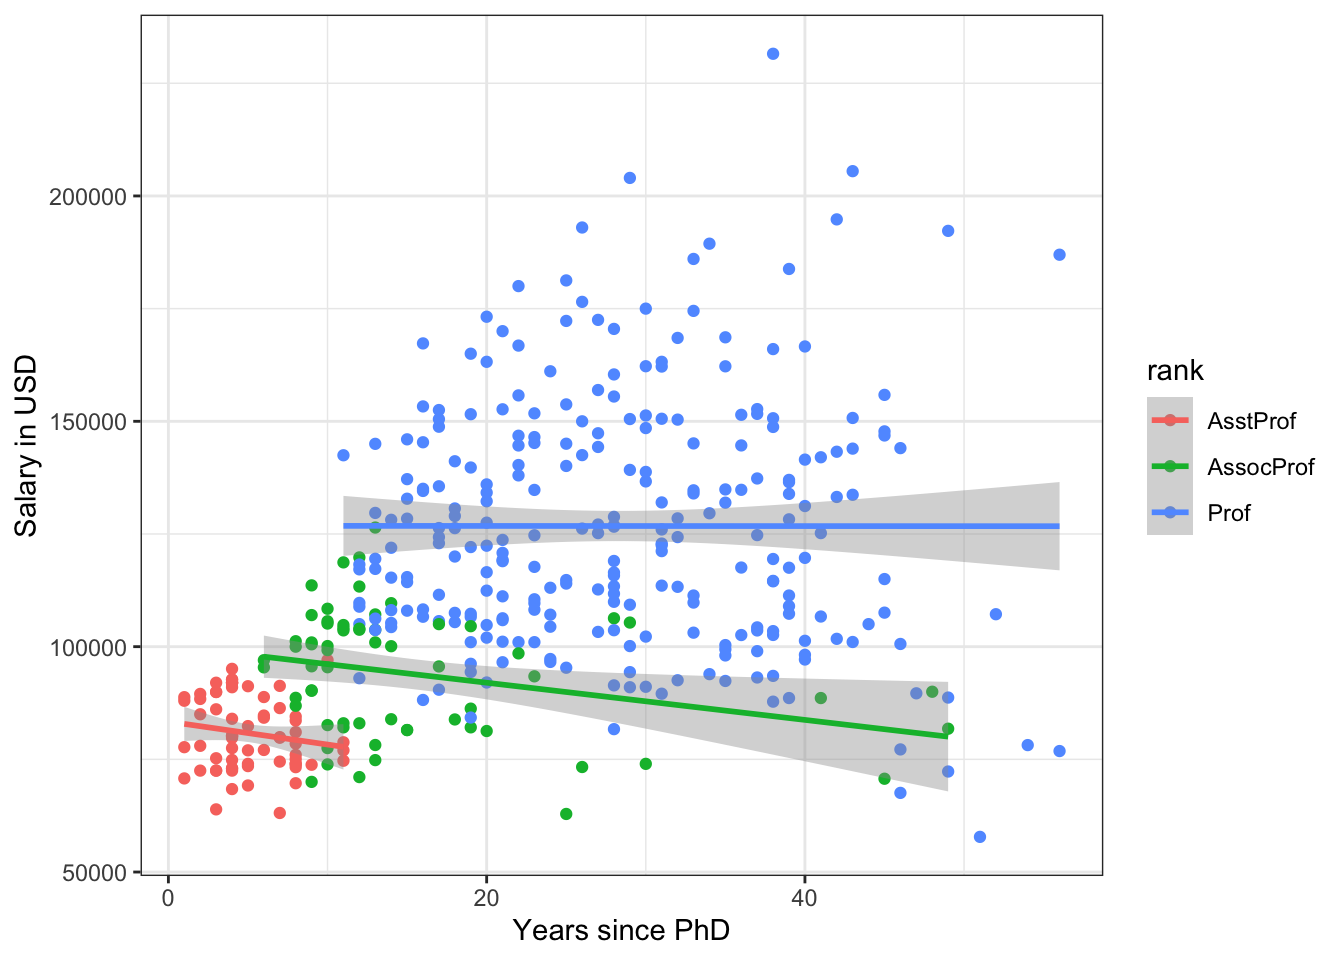 200000
150000
100000
50000
0 20 40
Years since PhD
Salary in USD
rank
AsstProf
AssocProf
Prof